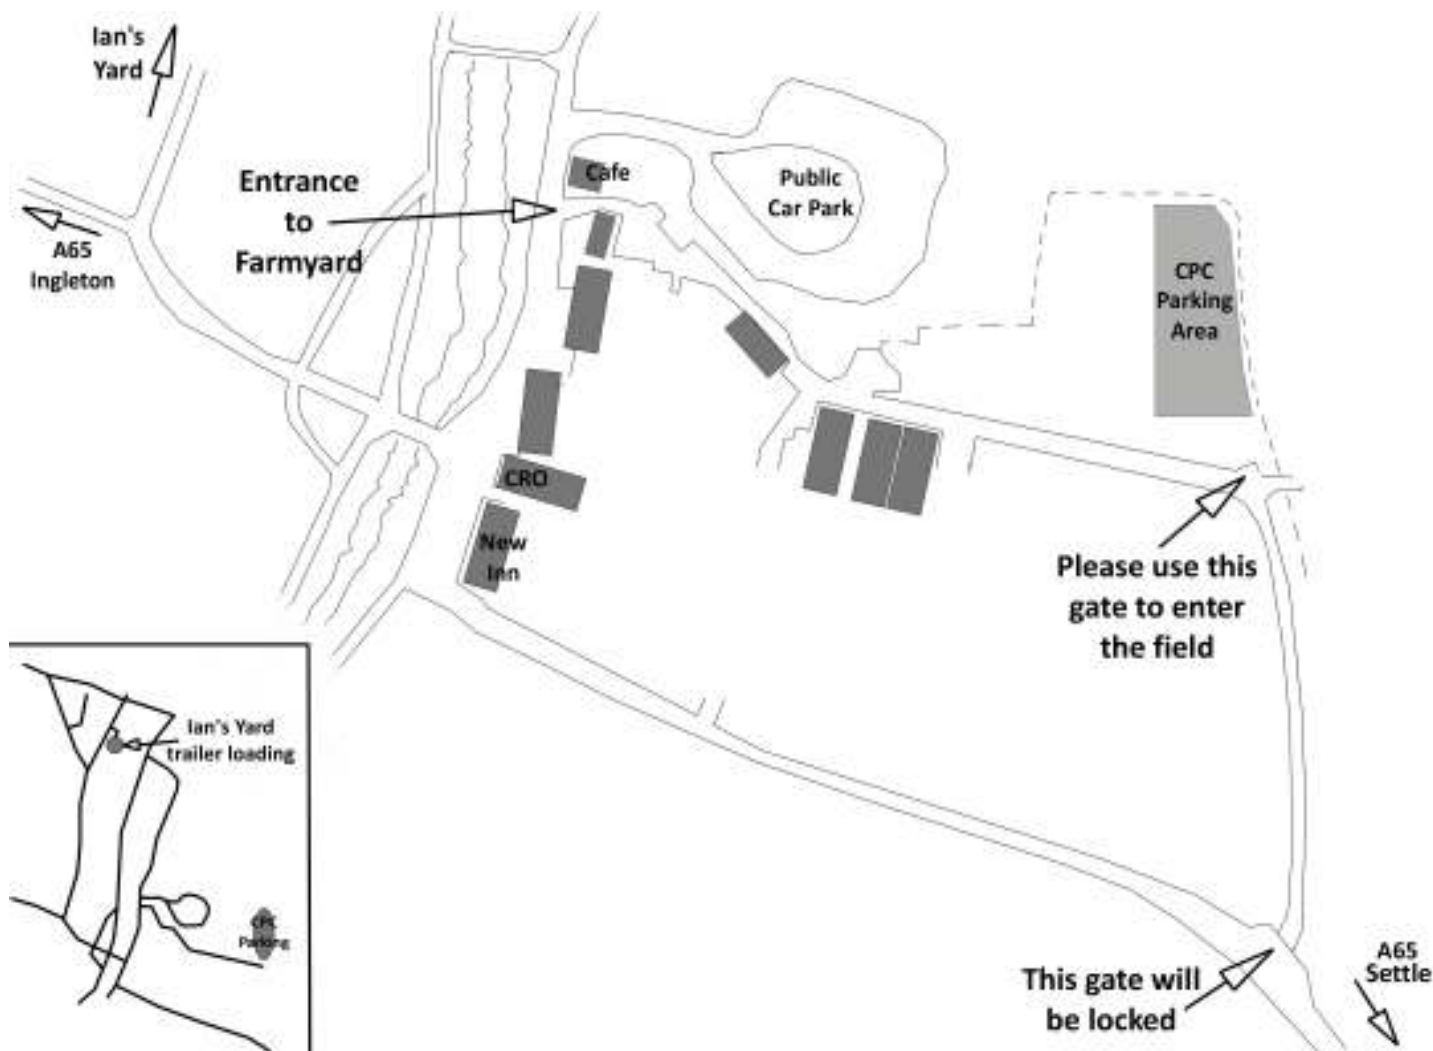 Ian's
Yard
Entrance
to
Farmyard
A65
Ingleton
Cafe
Public
Car Park
CPC
Parking
Area
CRO
New
Inn
Please use this
gate to enter
the field
Ian's Yard
trailer loading
CPC
Parking
This gate will
be locked
A65
Settle